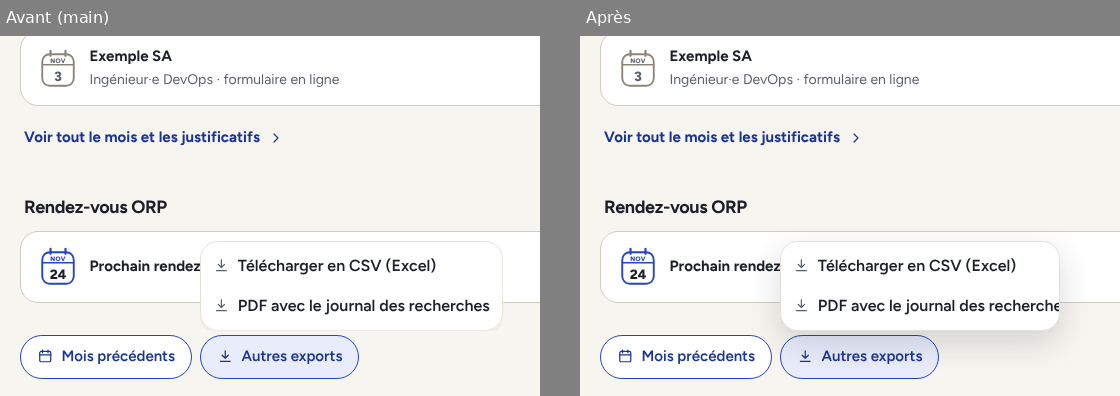 Avant (main)
NOV
3
Exemple SA
Ingénieur·e DevOps · formulaire en ligne
Voir tout le mois et les justificatifs
Rendez-vous ORP
NOV
24
Prochain rendez
Télécharger en CSV (Excel)
PDF avec le journal des recherches
Mois précédents
Autres exports
Après
NOV
3
Exemple SA
Ingénieur·e DevOps · formulaire en ligne
Voir tout le mois et les justificatifs
Rendez-vous ORP
NOV
24
Prochain rendez
Télécharger en CSV (Excel)
PDF avec le journal des recherche
Mois précédents
Autres exports